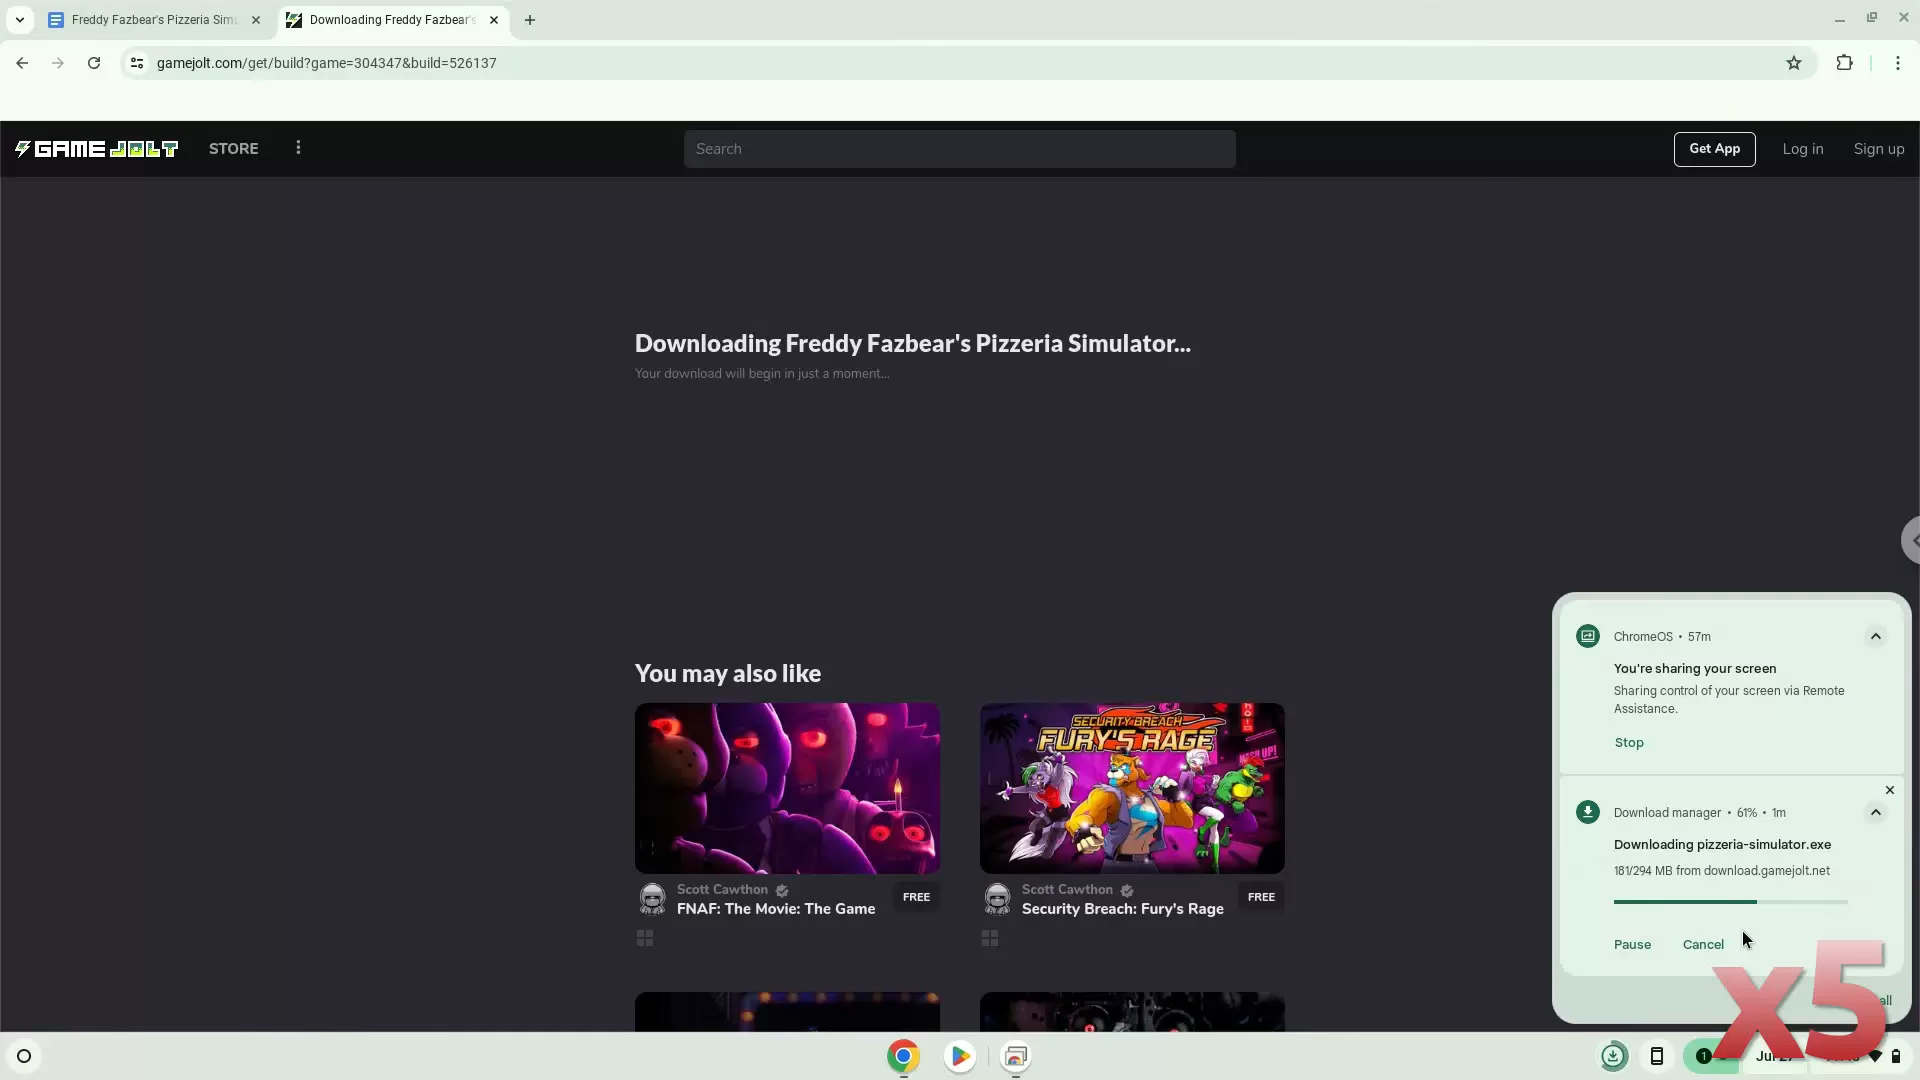 Freddy Fazbear's Pizzeria Simu
Downloading Freddy Fazbear's
gamejolt.com/get/build?game=304347&build=526137
GAME JOLT
STORE
Search
Get App
Log in
Sign up
Downloading Freddy Fazbear's Pizzeria Simulator...
Your download will begin in just a moment...
You may also like
SECURITY BREACH
FURY'S RAGE
Scott Cawthon
FREE
FNAF: The Movie: The Game
Scott Cawthon
FREE
Security Breach: Fury's Rage
ChromeOS • 57m
You're sharing your screen
Sharing control of your screen via Remote
Assistance.
Stop
Download manager • 61% • 1m
Downloading pizzeria-simulator.exe
181/294 MB from download.gamejolt.net
Pause
Cancel
all
x5
1